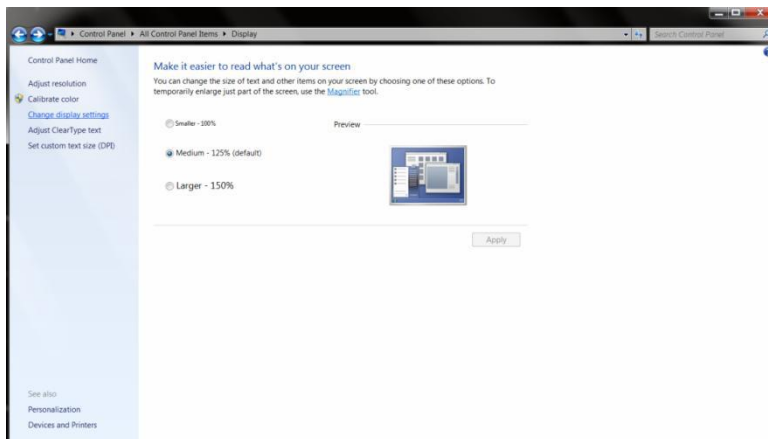 Control Panel ▸ All Control Panel Items ▸ Display
Search Control Panel
Control Panel Home
Adjust resolution
Calibrate color
Change display settings
Adjust ClearType text
Set custom text size (DPI)
Make it easier to read what's on your screen
You can change the size of text and other items on your screen by choosing one of these options. To
temporarily enlarge just part of the screen, use the Magnifier tool.
Smaller - 100%
Preview
Medium - 125% (default)
Larger - 150%
Apply
See also
Personalization
Devices and Printers